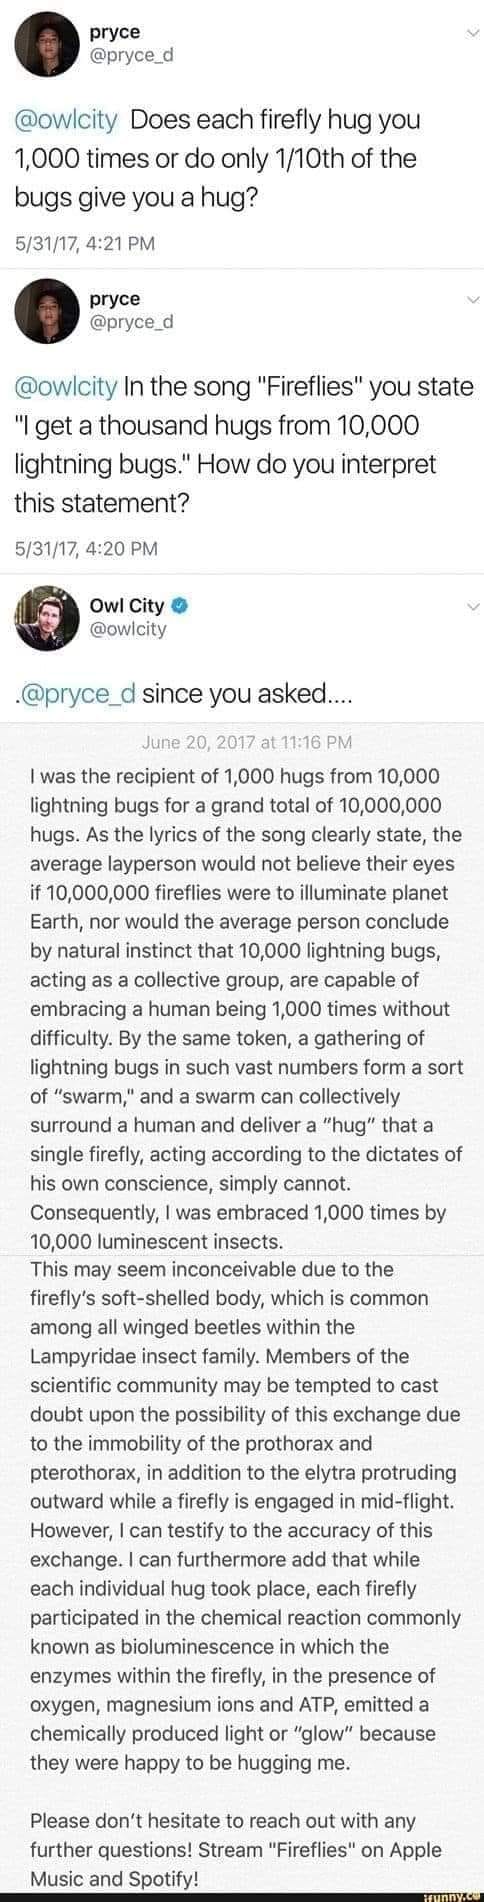 pryce
@pryce_d
@owlcity Does each firefly hug you
1,000 times or do only 1/10th of the
bugs give you a hug?
5/31/17, 4:21 PM
pryce
@pryce_d
@owlcity In the song "Fireflies" you state
"I get a thousand hugs from 10,000
lightning bugs." How do you interpret
this statement?
5/31/17, 4:20 PM
Owl City
@owlcity
.@pryce_d since you asked....
June 20, 2017 at 11:16 PM
I was the recipient of 1,000 hugs from 10,000
lightning bugs for a grand total of 10,000,000
hugs. As the lyrics of the song clearly state, the
average layperson would not believe their eyes
if 10,000,000 fireflies were to illuminate planet
Earth, nor would the average person conclude
by natural instinct that 10,000 lightning bugs,
acting as a collective group, are capable of
embracing a human being 1,000 times without
difficulty. By the same token, a gathering of
lightning bugs in such vast numbers form a sort
of "swarm," and a swarm can collectively
surround a human and deliver a "hug" that a
single firefly, acting according to the dictates of
his own conscience, simply cannot.
Consequently, I was embraced 1,000 times by
10,000 luminescent insects.
This may seem inconceivable due to the
firefly's soft-shelled body, which is common
among all winged beetles within the
Lampyridae insect family. Members of the
scientific community may be tempted to cast
doubt upon the possibility of this exchange due
to the immobility of the prothorax and
pterothorax, in addition to the elytra protruding
outward while a firefly is engaged in mid-flight.
However, I can testify to the accuracy of this
exchange. I can furthermore add that while
each individual hug took place, each firefly
participated in the chemical reaction commonly
known as bioluminescence in which the
enzymes within the firefly, in the presence of
oxygen, magnesium ions and ATP, emitted a
chemically produced light or "glow" because
they were happy to be hugging me.
Please don't hesitate to reach out with any
further questions! Stream "Fireflies" on Apple
Music and Spotify!
ifunny.co